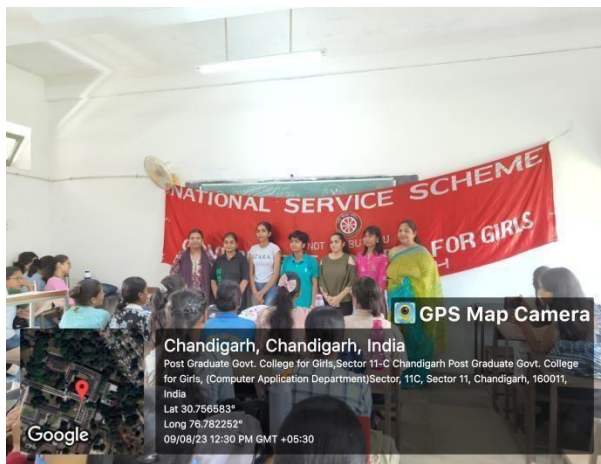 NATIONAL SERVICE SCHEME
NOT BUT U
FOR GIRLS
GPS Map Camera
Chandigarh, Chandigarh, India
Post Graduate Govt. College for Girls,Sector 11-C Chandigarh Post Graduate Govt. College
for Girls, (Computer Application Department)Sector, 11C, Sector 11, Chandigarh, 160011,
India
Lat 30.756583°
Long 76.782252°
09/08/23 12:30 PM GMT +05:30
Google